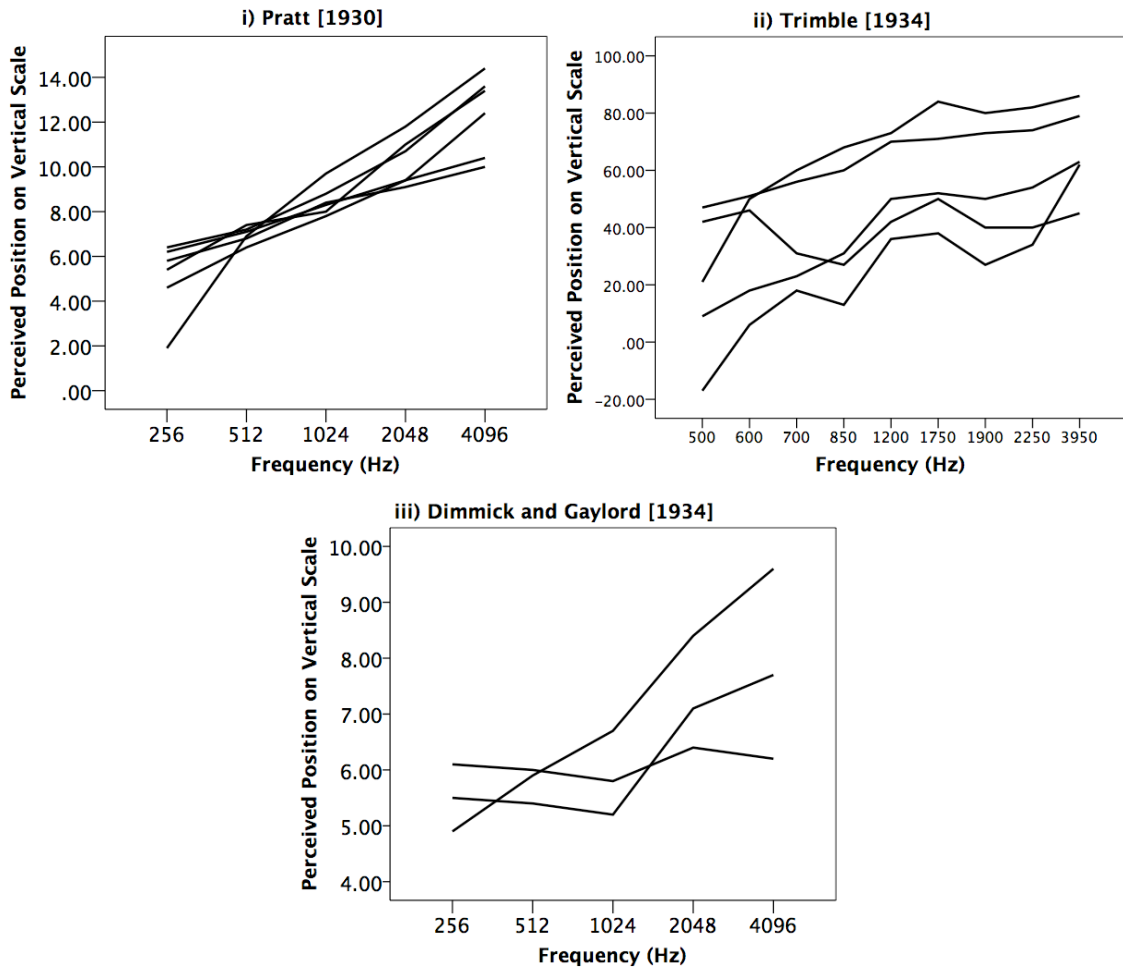 i) Pratt [1930]
Perceived Position on Vertical Scale
14.00
12.00
10.00
8.00
6.00
4.00
2.00
.00
256 512 1024 2048 4096
Frequency (Hz)
ii) Trimble [1934]
Perceived Position on Vertical Scale
100.00
80.00
60.00
40.00
20.00
.00
-20.00
500 600 700 850 1200 1750 1900 2250 3950
Frequency (Hz)
iii) Dimmick and Gaylord [1934]
Perceived Position on Vertical Scale
10.00
9.00
8.00
7.00
6.00
5.00
4.00
256 512 1024 2048 4096
Frequency (Hz)